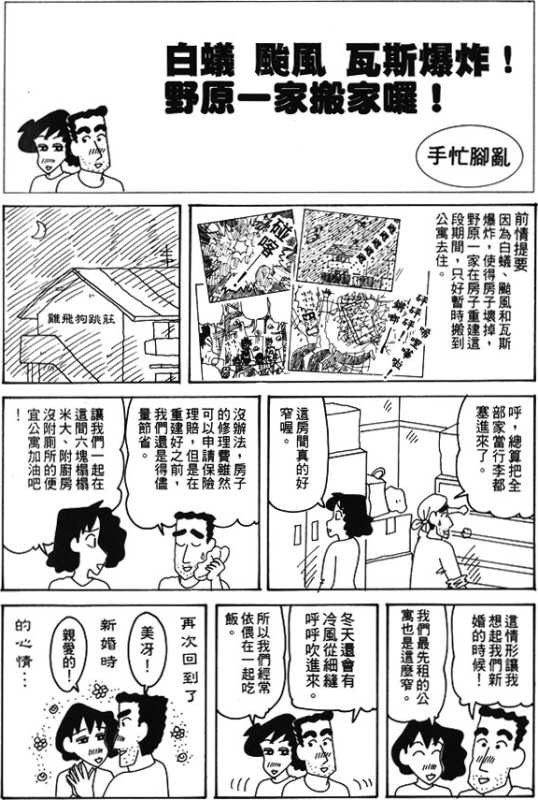 白蟻 颱風 瓦斯爆炸！
野原一家搬家囉！
手忙腳亂
前情提要
因為白蟻、颱風和瓦斯
爆炸，使得房子壞掉，
野原一家在房子重建這
段期間，只好暫時搬到
公寓去住。
碰喀——！
雞飛狗跳莊
呼，總算把全
部家當行李都
塞進來了。
這房間真的好
窄喔。
沒辦法，房子
的修理費雖然
可以申請保險
理賠，但是在
重建好之前，
我們還是得儘
量節省。
讓我們一起在
這間六塊榻榻
米大、附廚房
沒附廁所的便
宜公寓加油吧
！
這情形讓我
想起我們新
婚的時候！
我們最先租的公
寓也是這麼窄。
冬天還會有
冷風從細縫
呼呼吹進來。
所以我們經常
依偎在一起吃
飯。
再次回到了
新婚時
的心情…
美冴！
親愛的！